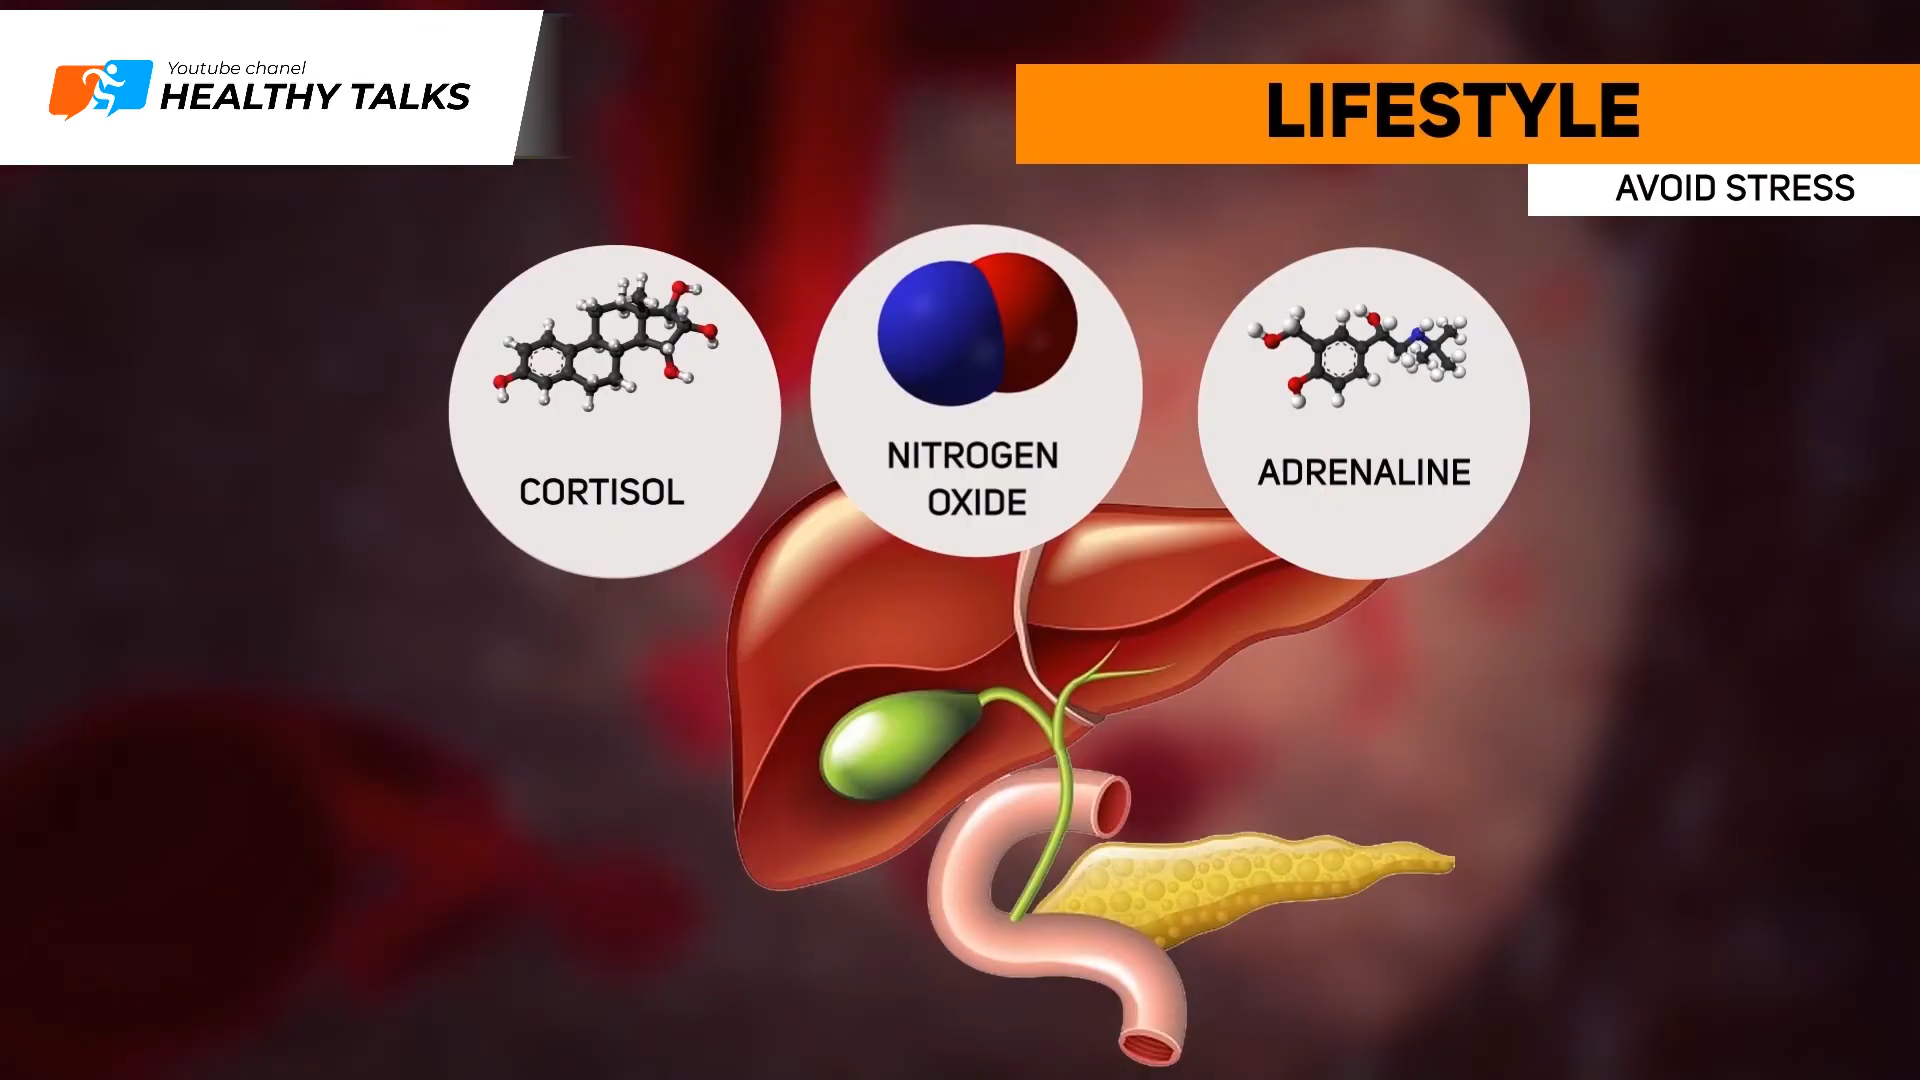 Youtube chanel
HEALTHY TALKS
LIFESTYLE
AVOID STRESS
CORTISOL
NITROGEN
OXIDE
ADRENALINE